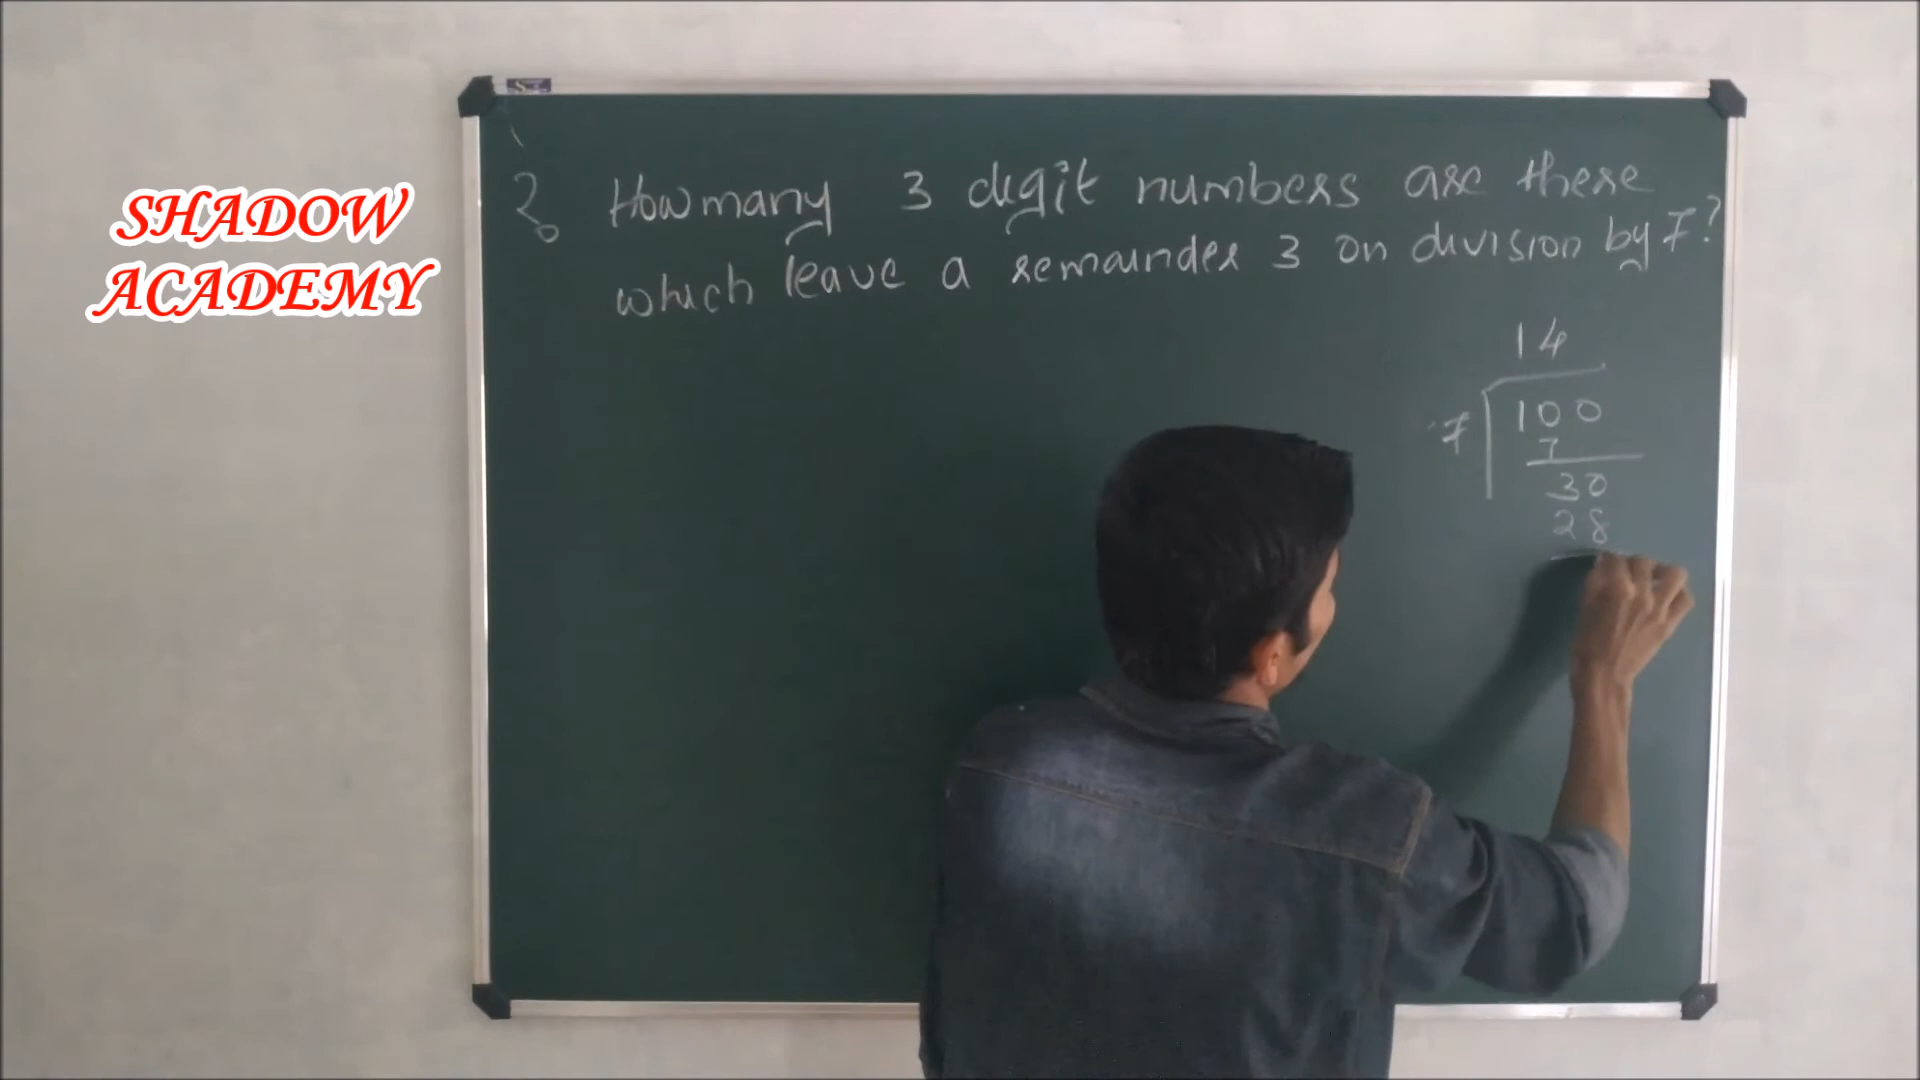 SHADOW
ACADEMY
? How many 3 digit numbers are there
which leave a remainder 3 on division by 7?
14
7 100
7
30
28